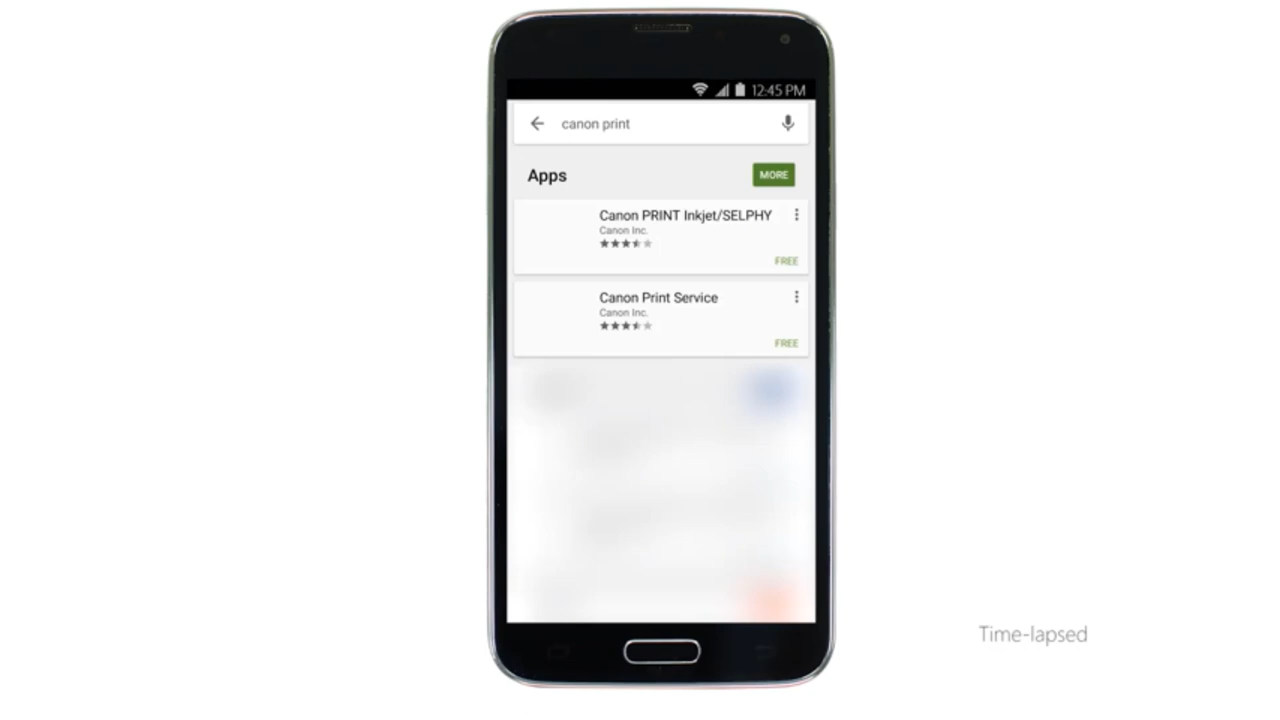 12:45 PM
canon print
Apps
MORE
Canon PRINT Inkjet/SELPHY
Canon Inc.
FREE
Canon Print Service
Canon Inc.
FREE
Time-lapsed